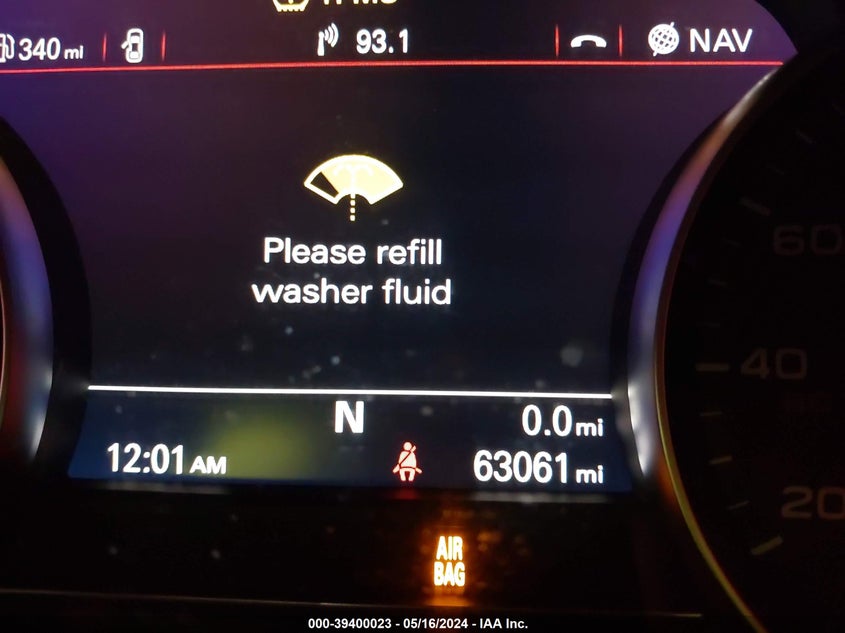 TPMS
340 mi
93.1
NAV
Please refill
washer fluid
N
0.0 mi
12:01 AM
63061 mi
AIR
BAG
60
40
20
000-39400023 - 05/16/2024 - IAA Inc.